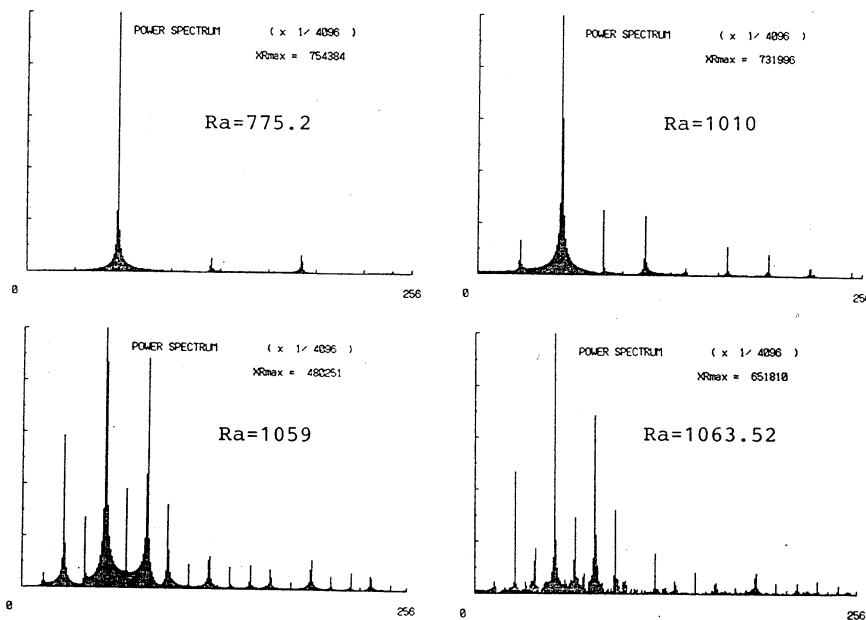 POWER SPECTRUM ( x 1/ 4096 )
XRmax = 754384
Ra=775.2
0 256
POWER SPECTRUM ( x 1/ 4096 )
XRmax = 731996
Ra=1010
0 256
POWER SPECTRUM ( x 1/ 4096 )
XRmax = 480251
Ra=1059
0 256
POWER SPECTRUM ( x 1/ 4096 )
XRmax = 651810
Ra=1063.52
0 256